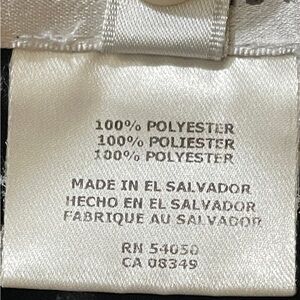 100% POLYESTER
100% POLIESTER
100% POLYESTER
MADE IN EL SALVADOR
HECHO EN EL SALVADOR
FABRIQUE AU SALVADOR
RN 54050
CA 08349